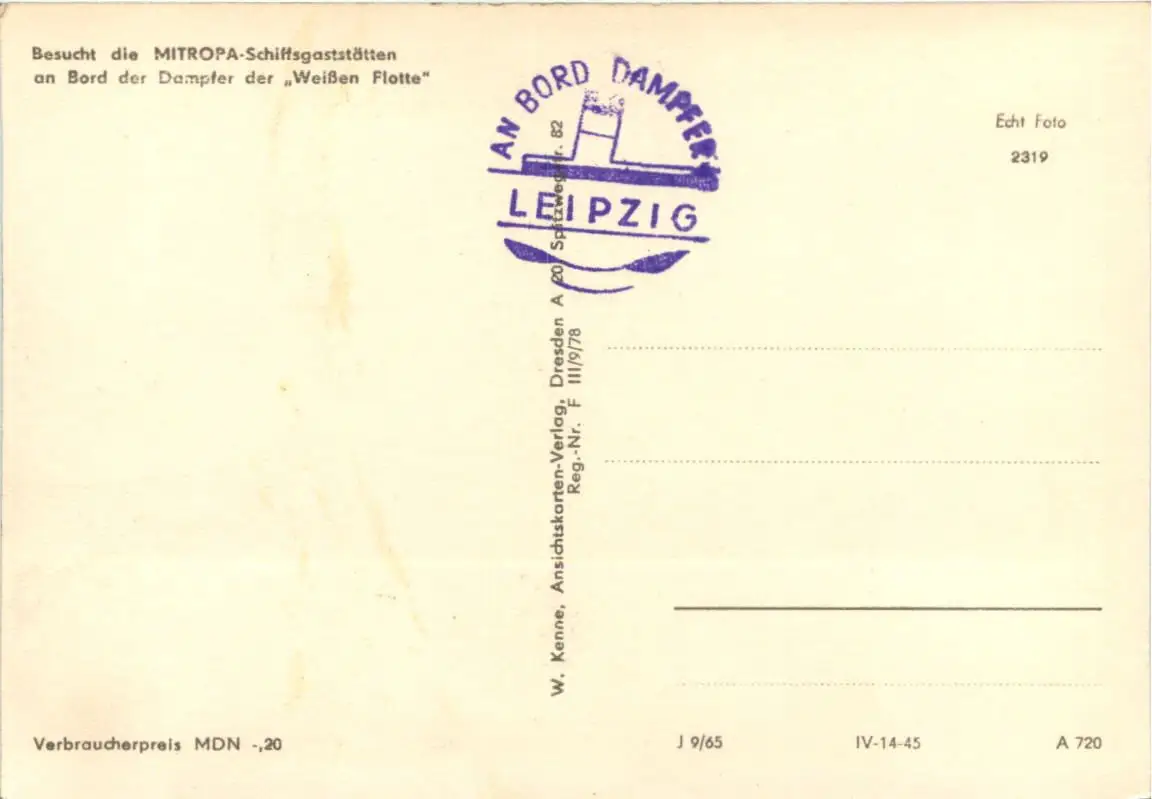 Besucht die MITROPA-Schiffsgaststätten
an Bord der Dampfer der „Weißen Flotte"
AN BORD DAMPFER
LEIPZIG
Echt Foto
2319
W. Kenne, Ansichtskarten-Verlag, Dresden A 20, Spitzwegstr. 82
Reg.-Nr. F III/9/78
Verbraucherpreis MDN -,20
J 9/65
IV-14-45
A 720